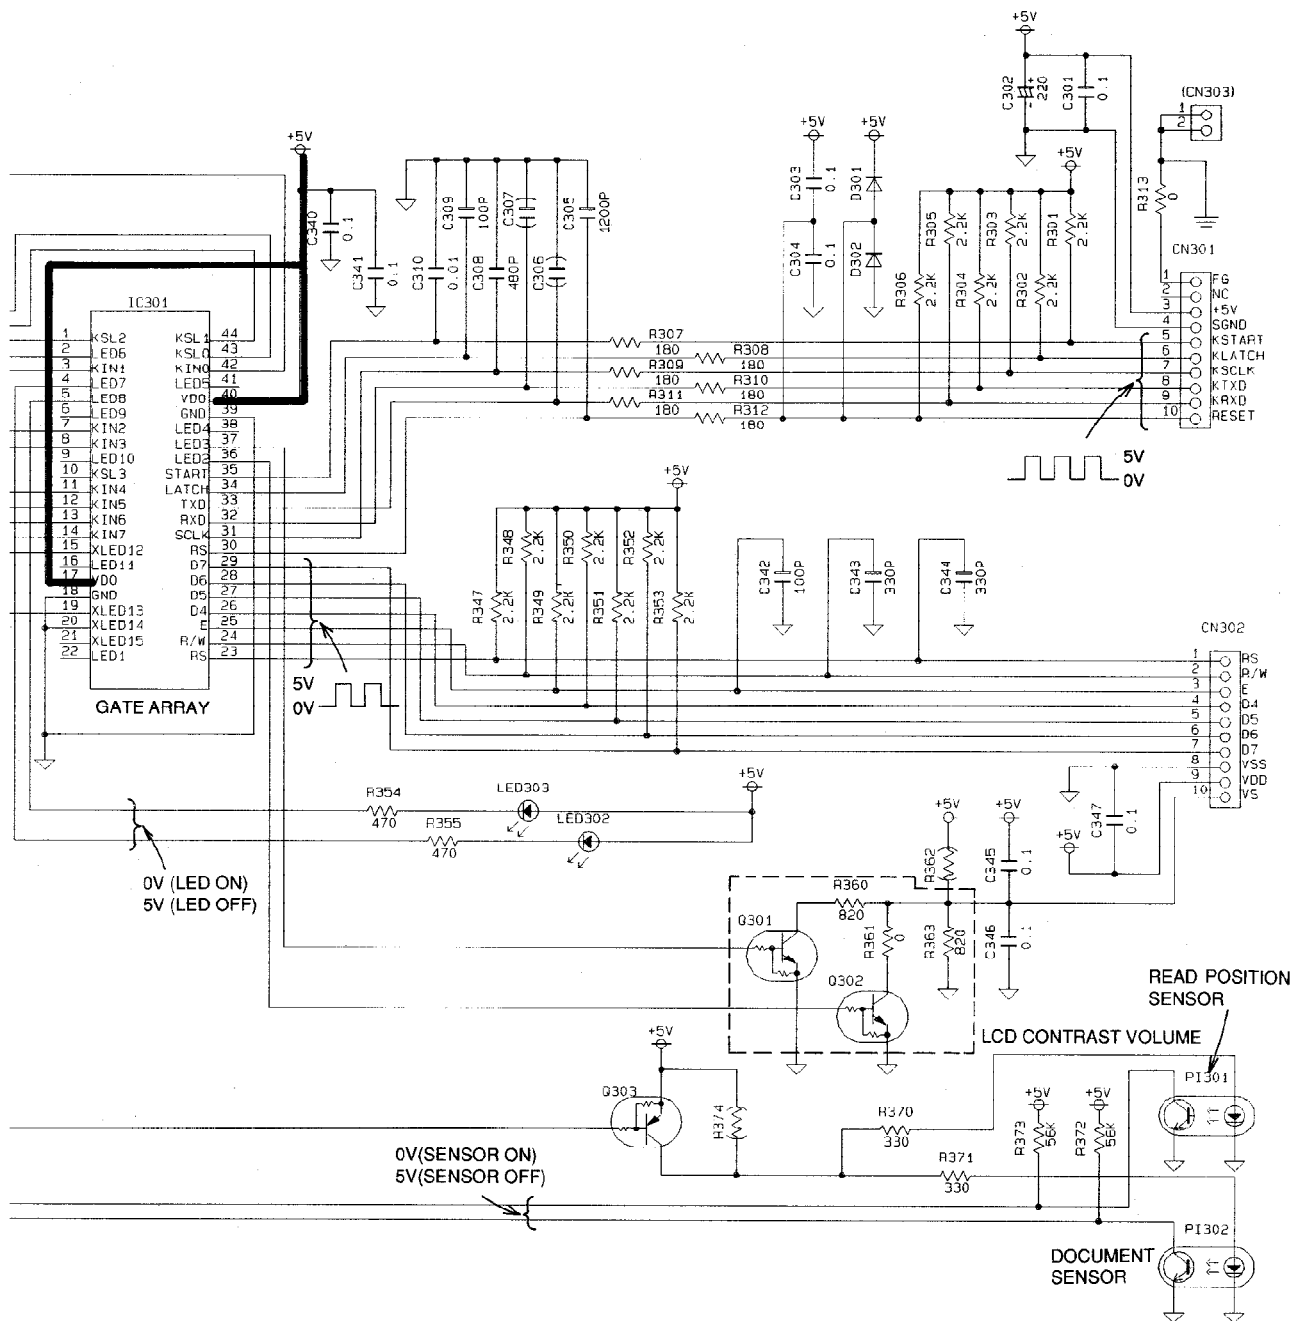 +5V
C302
220
C301
0.1
(CN303)
1
2
+5V
+5V
+5V
+5V
C340
0.1
C341
0.1
C310
0.01
C309
100P
C308
480P
C307
C306
C305
1200P
C303
0.1
C304
0.1
D301
D302
R306
2.2K
R305
2.2K
R304
2.2K
R303
2.2K
R302
2.2K
R301
2.2K
R313
0
CN301
1 FG
2 NC
3 +5V
4 SGND
5 KSTART
6 KLATCH
7 KSCLK
8 KTXD
9 KRXD
10 RESET
R307
180
R308
180
R309
180
R310
180
R311
180
R312
180
5V
0V
IC301
1 KSL2 KSL1 44
2 LED6 KSL0 43
3 KIN1 KIN0 42
4 LED7 LED5 41
5 LED8 VDD 40
6 LED9 GND 39
7 KIN2 LED4 38
8 KIN3 LED3 37
9 LED10 LED2 36
10 KSL3 START 35
11 KIN4 LATCH 34
12 KIN5 TXD 33
13 KIN6 RXD 32
14 KIN7 SCLK 31
15 XLED12 RS 30
16 LED11 D7 29
17 VDD D6 28
18 GND D5 27
19 XLED13 D4 26
20 XLED14 E 25
21 XLED15 R/W 24
22 LED1 RS 23
GATE ARRAY
5V
0V
+5V
R347
2.2K
R348
2.2K
R349
2.2K
R350
2.2K
R351
2.2K
R352
2.2K
R353
2.2K
C342
100P
C343
330P
C344
330P
CN302
1 RS
2 R/W
3 E
4 D4
5 D5
6 D6
7 D7
8 VSS
9 VDD
10 VS
R354
470
LED303
+5V
R355
470
LED302
0V (LED ON)
5V (LED OFF)
+5V
+5V
+5V
C347
0.1
R362
C345
0.1
R360
820
Q301
R361
0
R363
820
C346
0.1
Q302
LCD CONTRAST VOLUME
READ POSITION
SENSOR
+5V
Q303
R374
R370
330
R371
330
+5V
+5V
R373
56K
R372
56K
PI301
0V(SENSOR ON)
5V(SENSOR OFF)
PI302
DOCUMENT
SENSOR